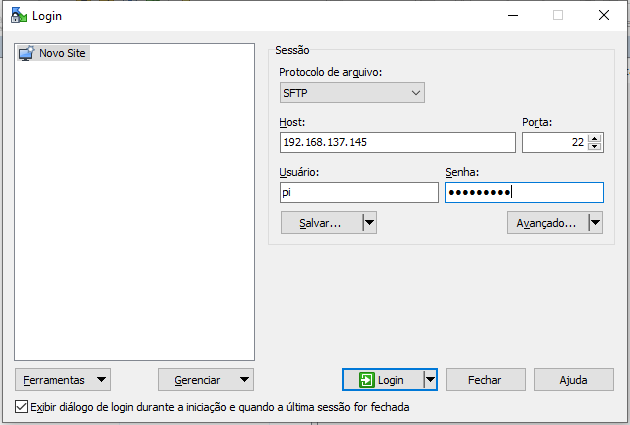 Login
Novo Site
Sessão
Protocolo de arquivo:
SFTP
Host:
Porta:
192.168.137.145
22
Usuário:
Senha:
pi
●●●●●●●●●
Salvar...
Avançado...
Ferramentas
Gerenciar
Login
Fechar
Ajuda
Exibir diálogo de login durante a iniciação e quando a última sessão for fechada